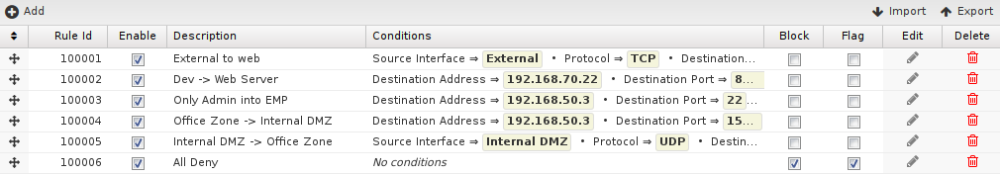 Add Import Export
Rule Id Enable Description Conditions Block Flag Edit Delete
100001 External to web Source Interface ⇒ External • Protocol ⇒ TCP • Destination...
100002 Dev -> Web Server Destination Address ⇒ 192.168.70.22 • Destination Port ⇒ 8...
100003 Only Admin into EMP Destination Address ⇒ 192.168.50.3 • Destination Port ⇒ 22 ...
100004 Office Zone -> Internal DMZ Destination Address ⇒ 192.168.50.3 • Destination Port ⇒ 15...
100005 Internal DMZ -> Office Zone Source Interface ⇒ Internal DMZ • Protocol ⇒ UDP • Destin...
100006 All Deny No conditions